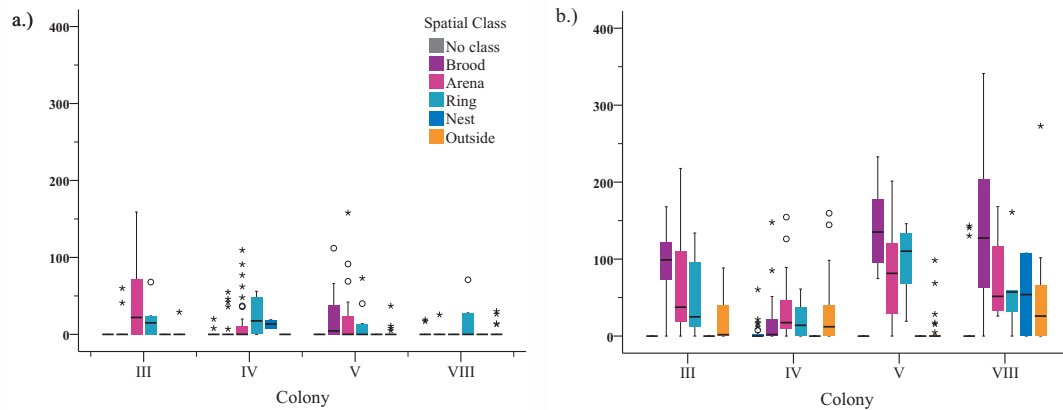 a.)
400
300
200
100
0
Spatial Class
No class
Brood
Arena
Ring
Nest
Outside
III
IV
V
VIII
Colony
b.)
400
300
200
100
0
III
IV
V
VIII
Colony